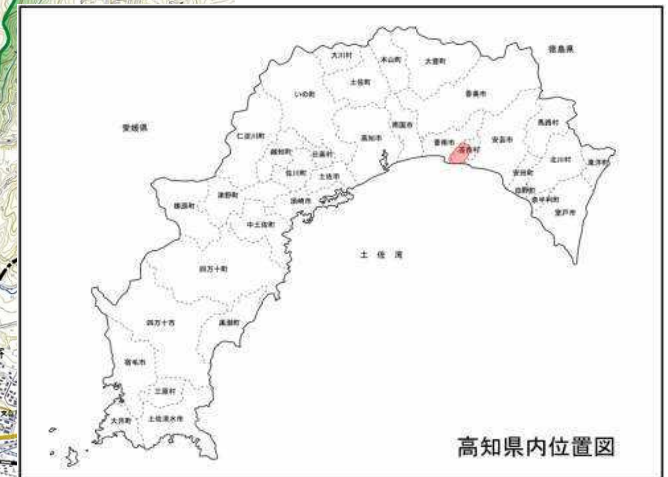 大川村
本山町
大豊町
徳島県
土佐町
いの町
香美市
愛媛県
南国市
馬路村
仁淀川町
高知市
香南市
芸西村
安芸市
越知町
日高村
北川村
東洋町
佐川町
土佐市
安田町
津野町
田野町
須崎市
奈半利町
梼原町
室戸市
中土佐町
土佐湾
四万十町
四万十市
黒潮町
宿毛市
三原村
大月町
土佐清水市
高知県内位置図